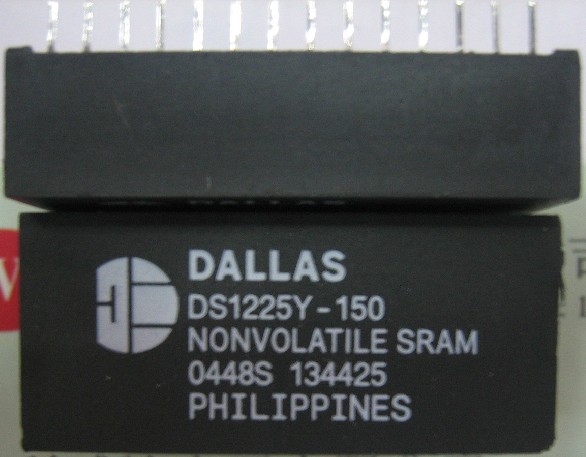 DALLAS
DS1225Y-150
NONVOLATILE SRAM
0448S 134425
PHILIPPINES